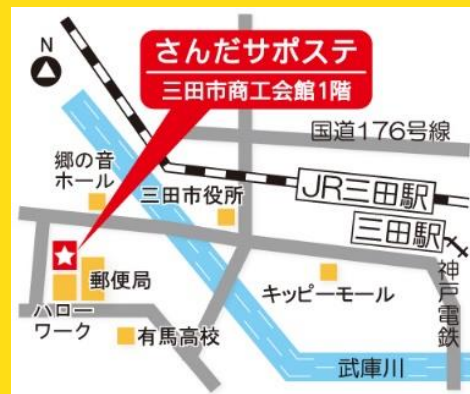 N
さんだサポステ
三田市商工会館1階
国道176号線
郷の音
ホール
三田市役所
JR三田駅
三田駅
神戸電鉄
郵便局
ハロー
ワーク
キッピーモール
有馬高校
武庫川